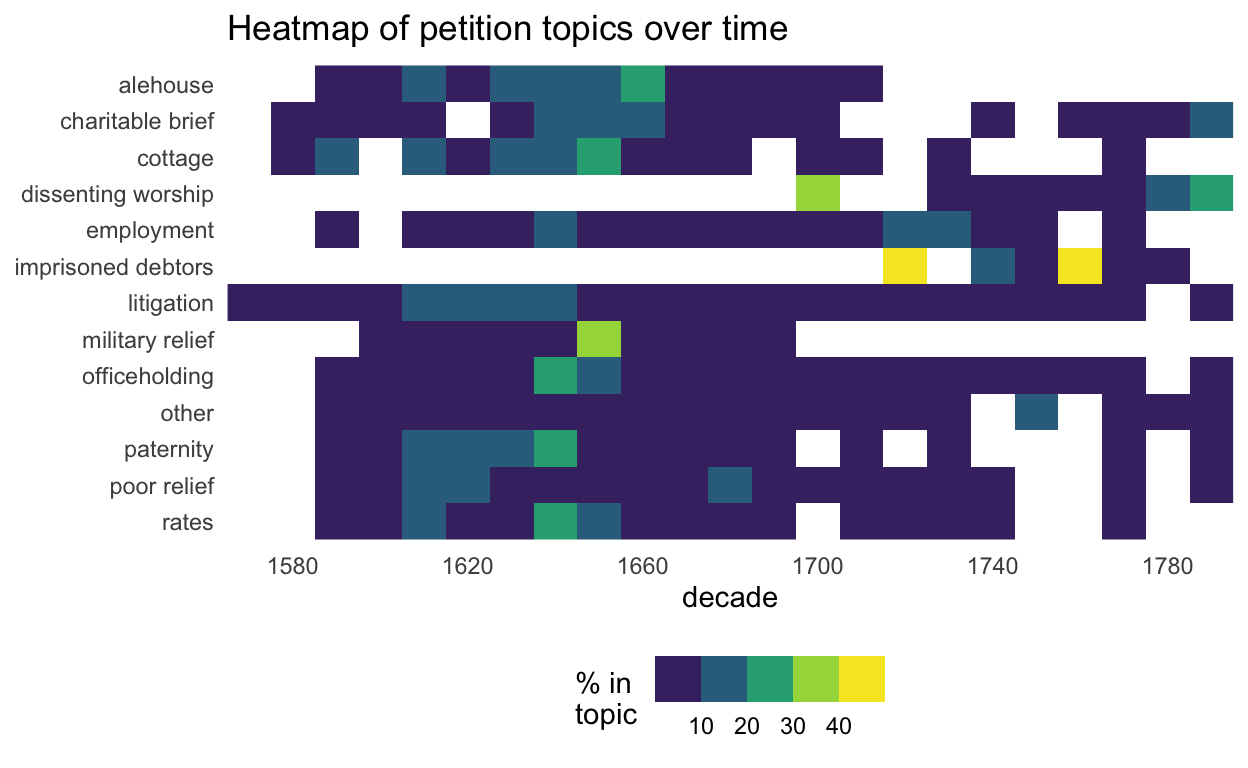 Heatmap of petition topics over time
alehouse
charitable brief
cottage
dissenting worship
employment
imprisoned debtors
litigation
military relief
officeholding
other
paternity
poor relief
rates
1580 1620 1660 1700 1740 1780
decade
% in
topic
10 20 30 40